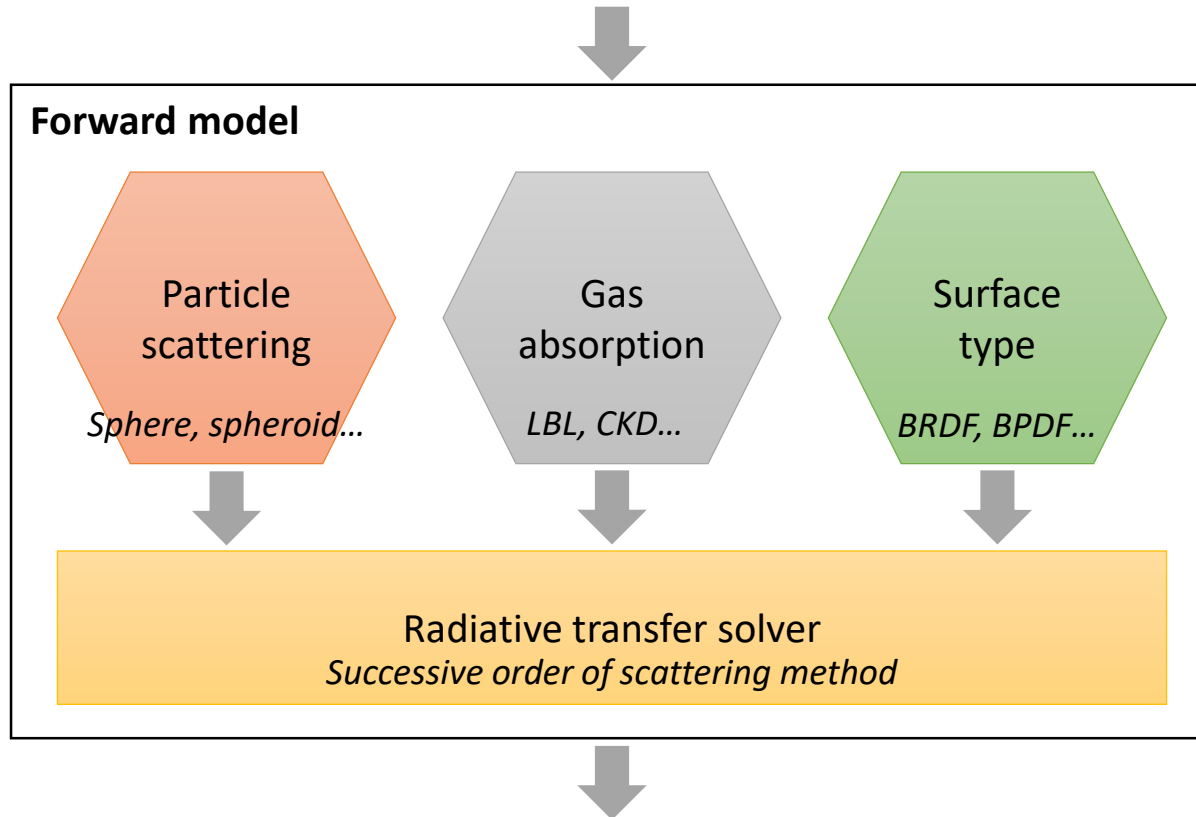 Forward model
Particle
scattering
Sphere, spheroid…
Gas
absorption
LBL, CKD…
Surface
type
BRDF, BPDF…
Radiative transfer solver
Successive order of scattering method